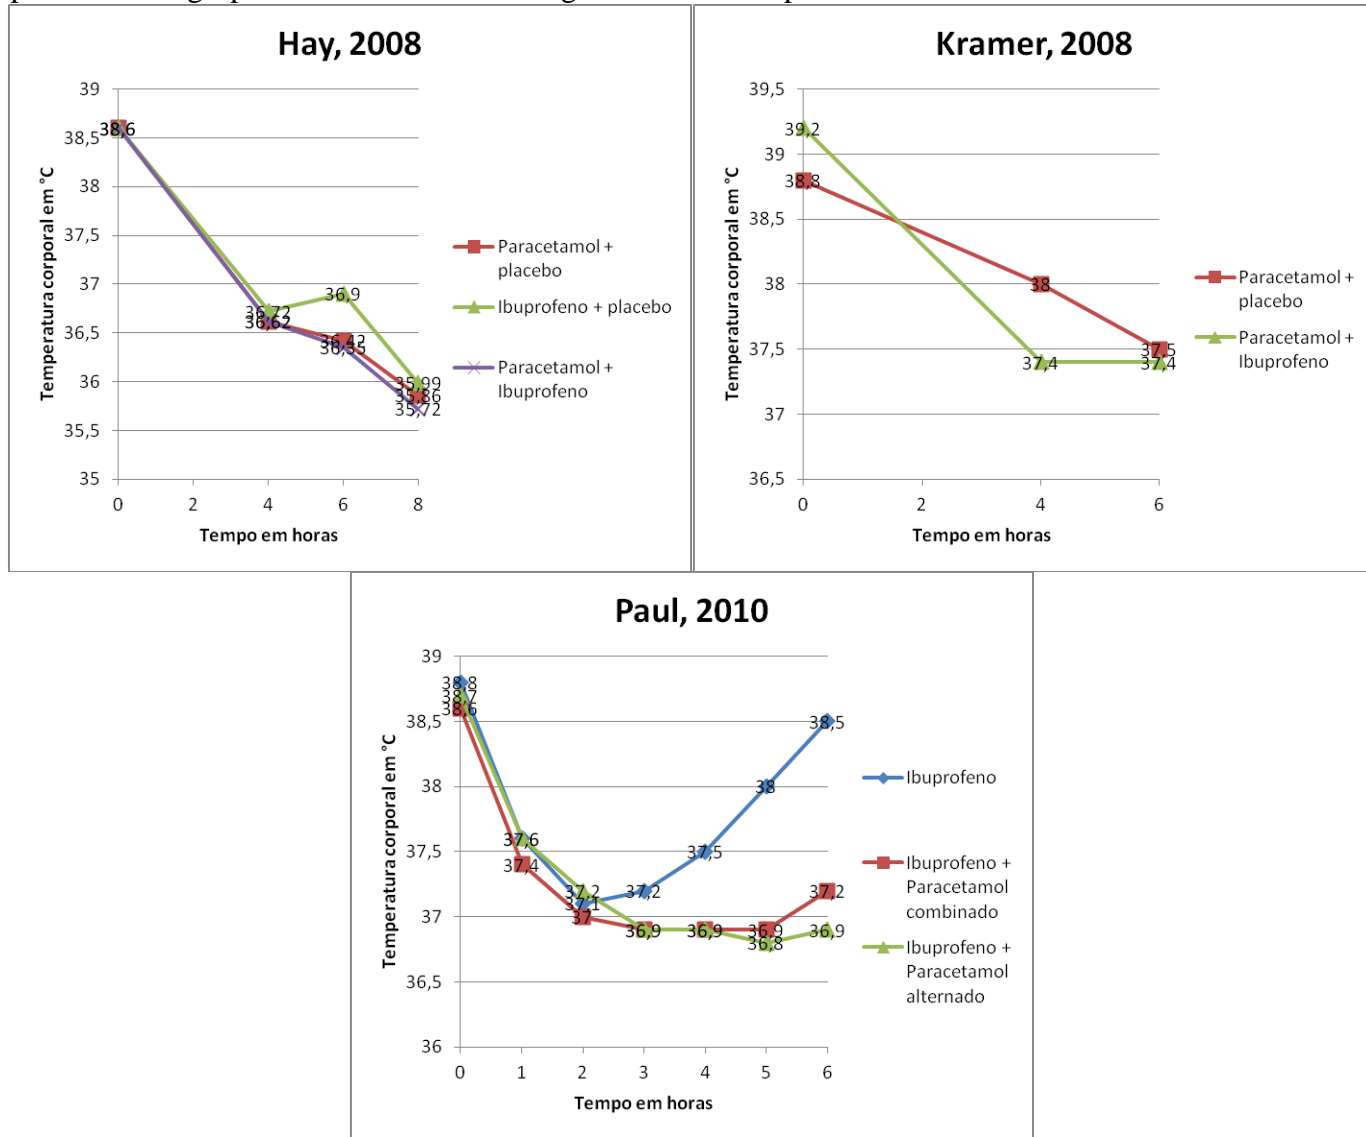 Hay, 2008
39
38,5
38
37,5
37
36,5
36
35,5
35
0 2 4 6 8
Temperatura corporal em °C
Tempo em horas
38,6
36,72
36,62
36,9
36,42
36,35
35,99
35,86
35,72
Paracetamol +
placebo
Ibuprofeno + placebo
Paracetamol +
Ibuprofeno
Kramer, 2008
39,5
39
38,5
38
37,5
37
36,5
0 2 4 6
Temperatura corporal em °C
Tempo em horas
39,2
38,8
38
37,4
37,5
37,4
Paracetamol +
placebo
Paracetamol +
Ibuprofeno
Paul, 2010
39
38,5
38
37,5
37
36,5
36
0 1 2 3 4 5 6
Temperatura corporal em °C
Tempo em horas
38,8
38,7
38,6
37,6
37,4
37,2
37,1
37
37,2
36,9
37,5
36,9
38
36,9
36,8
38,5
37,2
36,9
Ibuprofeno
Ibuprofeno +
Paracetamol
combinado
Ibuprofeno +
Paracetamol
alternado